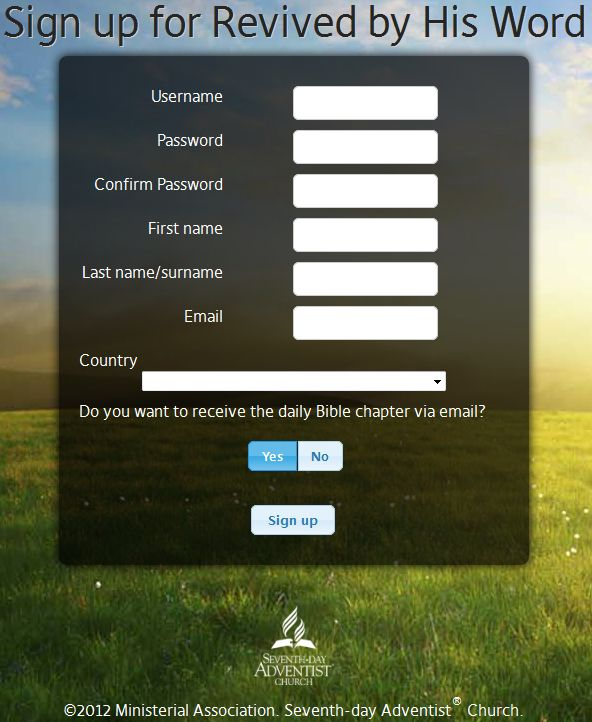 Sign up for Revived by His Word
Username
Password
Confirm Password
First name
Last name/surname
Email
Country
Do you want to receive the daily Bible chapter via email?
Yes No
Sign up
SEVENTH-DAY
ADVENTIST
CHURCH
©2012 Ministerial Association. Seventh-day Adventist® Church.